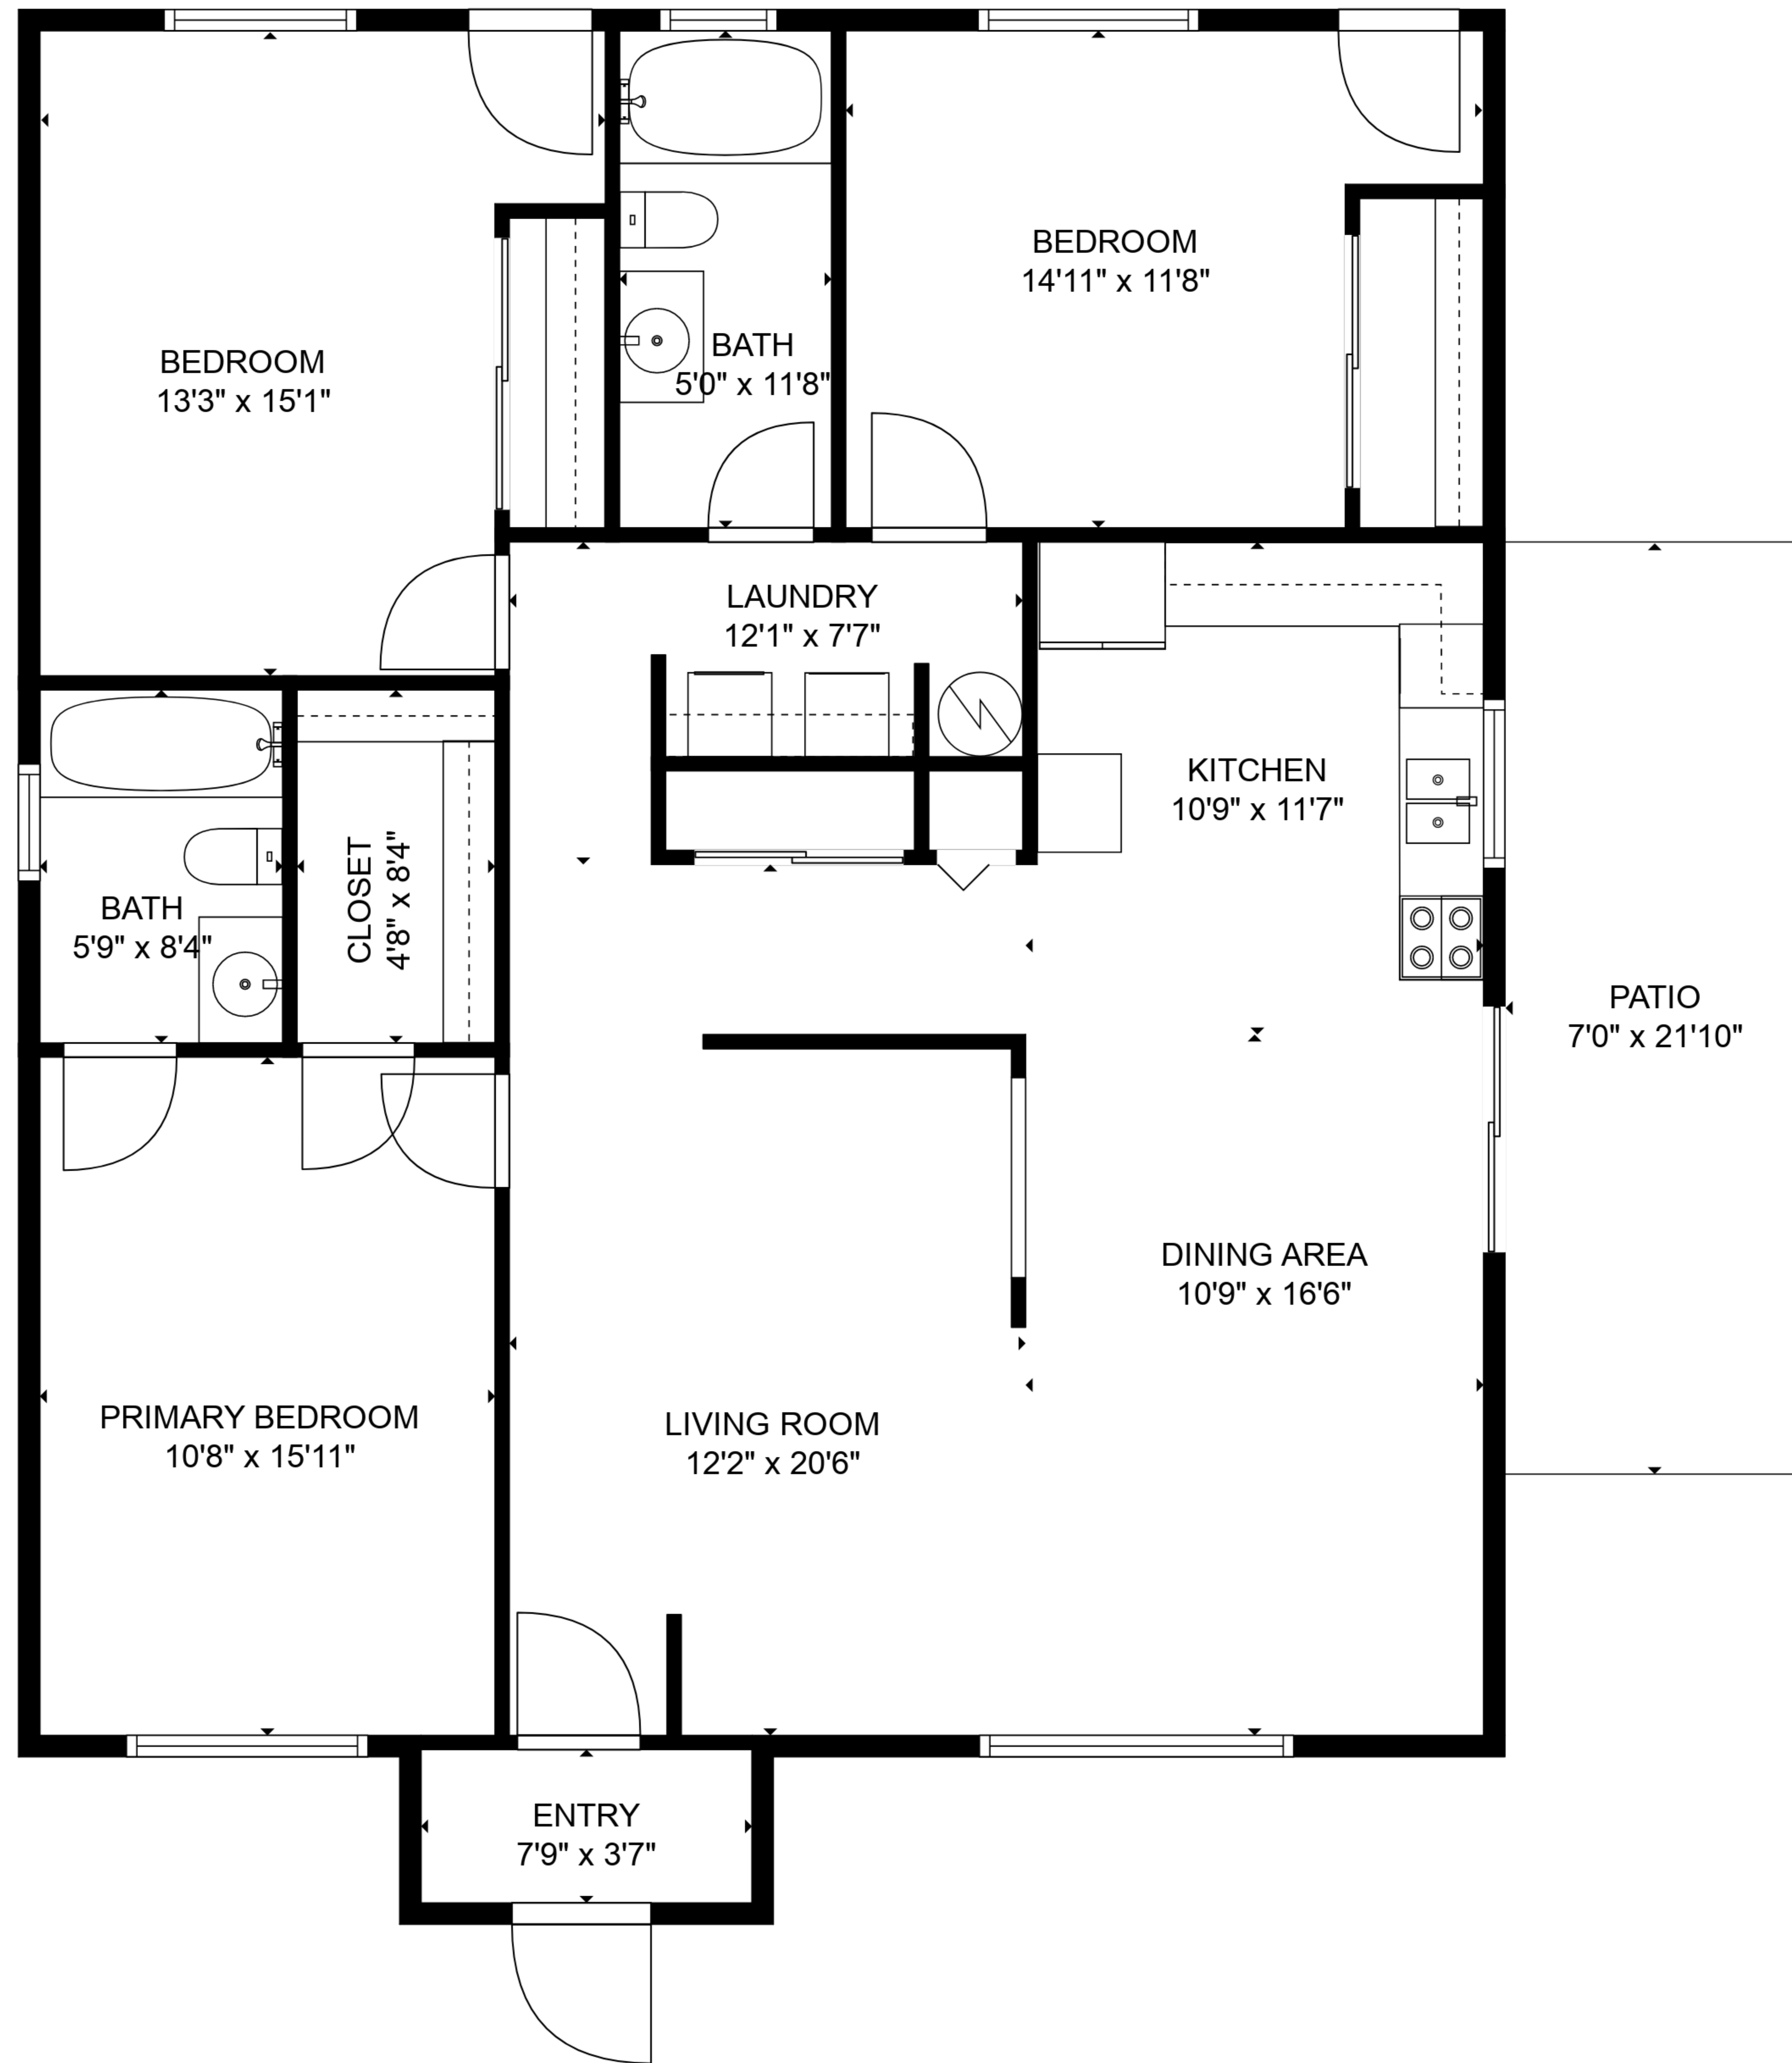 BEDROOM
14'11" x 11'8"
BATH
5'0" x 11'8"
BEDROOM
13'3" x 15'1"
LAUNDRY
12'1" x 7'7"
KITCHEN
10'9" x 11'7"
CLOSET
4'8" x 8'4"
BATH
5'9" x 8'4"
PATIO
7'0" x 21'10"
DINING AREA
10'9" x 16'6"
PRIMARY BEDROOM
10'8" x 15'11"
LIVING ROOM
12'2" x 20'6"
ENTRY
7'9" x 3'7"